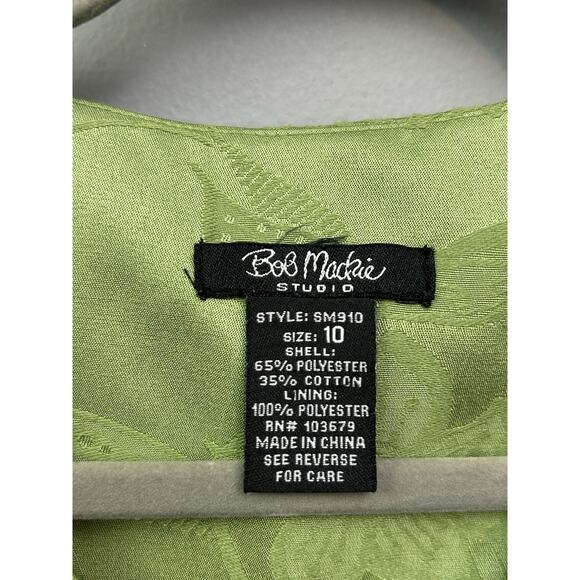 Bob Mackie
STUDIO
STYLE: SM910
SIZE: 10
SHELL:
65% POLYESTER
35% COTTON
LINING:
100% POLYESTER
RN# 103679
MADE IN CHINA
SEE REVERSE
FOR CARE